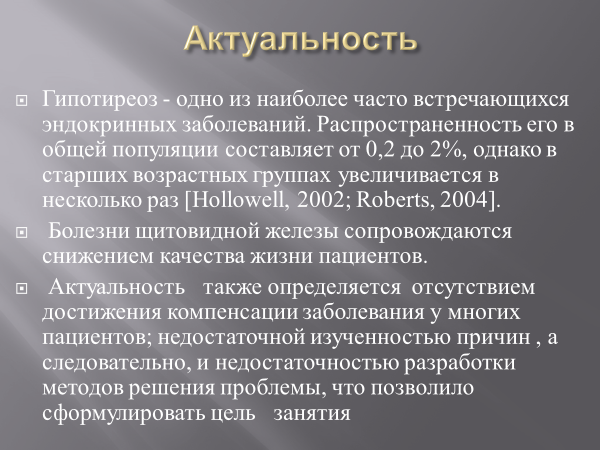 Актуальность
Гипотиреоз - одно из наиболее часто встречающихся
эндокринных заболеваний. Распространенность его в
общей популяции составляет от 0,2 до 2%, однако в
старших возрастных группах увеличивается в
несколько раз [Hollowell, 2002; Roberts, 2004].
Болезни щитовидной железы сопровождаются
снижением качества жизни пациентов.
Актуальность также определяется отсутствием
достижения компенсации заболевания у многих
пациентов; недостаточной изученностью причин , а
следовательно, и недостаточностью разработки
методов решения проблемы, что позволило
сформулировать цель занятия